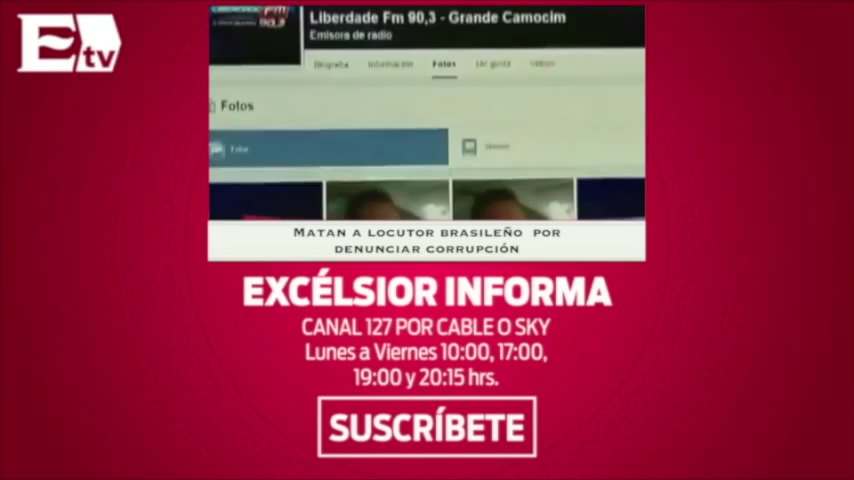 E tv
FM
90,3
Liberdade Fm 90,3 - Grande Camocim
Emisora de radio
Biografía Información Fotos Me gusta Vídeos
Fotos
MATAN A LOCUTOR BRASILEÑO POR
DENUNCIAR CORRUPCIÓN
EXCÉLSIOR INFORMA
CANAL 127 POR CABLE O SKY
Lunes a Viernes 10:00, 17:00,
19:00 y 20:15 hrs.
SUSCRÍBETE